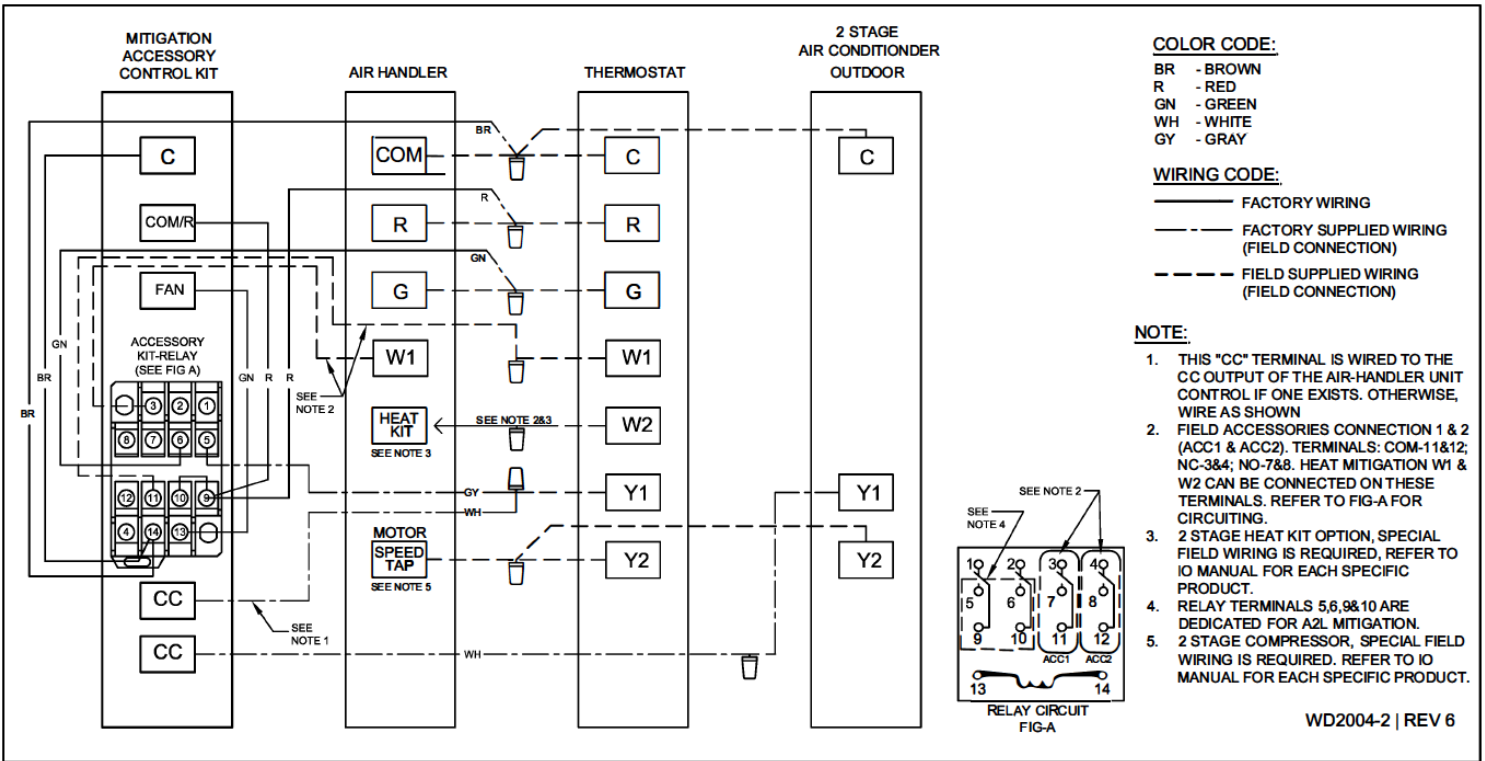 MITIGATION
ACCESSORY
CONTROL KIT
AIR HANDLER
THERMOSTAT
2 STAGE
AIR CONDITIONDER
OUTDOOR
C
COM/R
FAN
ACCESSORY
KIT-RELAY
(SEE FIG A)
3 2 1
8 7 6 5
12 11 10 9
4 14 13
CC
CC
GN
BR
BR
GN R R
COM
R
G
W1
HEAT
KIT
SEE NOTE 3
MOTOR
SPEED
TAP
SEE NOTE 5
BR
R
GN
SEE
NOTE 2
SEE NOTE 2&3
GY
WH
SEE
NOTE 1
WH
C
R
G
W1
W2
Y1
Y2
C
Y1
Y2
COLOR CODE:
BR - BROWN
R - RED
GN - GREEN
WH - WHITE
GY - GRAY
WIRING CODE:
FACTORY WIRING
FACTORY SUPPLIED WIRING
(FIELD CONNECTION)
FIELD SUPPLIED WIRING
(FIELD CONNECTION)
NOTE:
1. THIS "CC" TERMINAL IS WIRED TO THE
CC OUTPUT OF THE AIR-HANDLER UNIT
CONTROL IF ONE EXISTS. OTHERWISE,
WIRE AS SHOWN
2. FIELD ACCESSORIES CONNECTION 1 & 2
(ACC1 & ACC2). TERMINALS: COM-11&12;
NC-3&4; NO-7&8. HEAT MITIGATION W1 &
W2 CAN BE CONNECTED ON THESE
TERMINALS. REFER TO FIG-A FOR
CIRCUITING.
3. 2 STAGE HEAT KIT OPTION, SPECIAL
FIELD WIRING IS REQUIRED, REFER TO
IO MANUAL FOR EACH SPECIFIC
PRODUCT.
4. RELAY TERMINALS 5,6,9&10 ARE
DEDICATED FOR A2L MITIGATION.
5. 2 STAGE COMPRESSOR, SPECIAL FIELD
WIRING IS REQUIRED. REFER TO IO
MANUAL FOR EACH SPECIFIC PRODUCT.
SEE NOTE 2
SEE
NOTE 4
1 2 3 4
5 6 7 8
9 10 11 12
ACC1 ACC2
13 14
RELAY CIRCUIT
FIG-A
WD2004-2 | REV 6